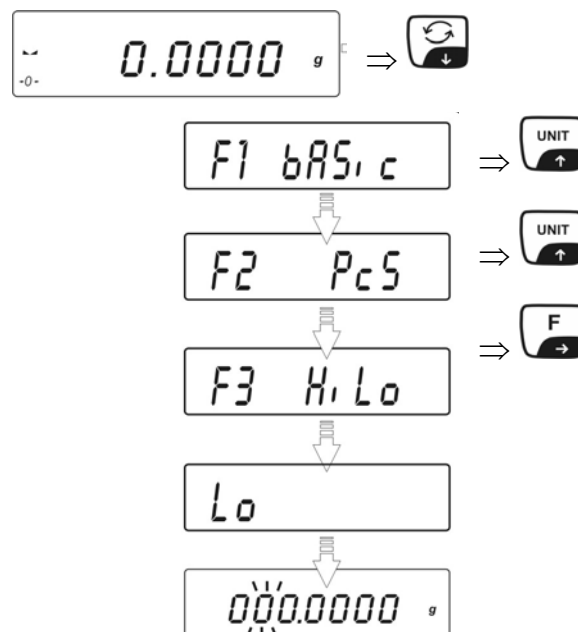 -0- 0.0000 g
F1 bASic
UNIT
F2 PcS
UNIT
F
F3 HiLo
Lo
000.0000 g